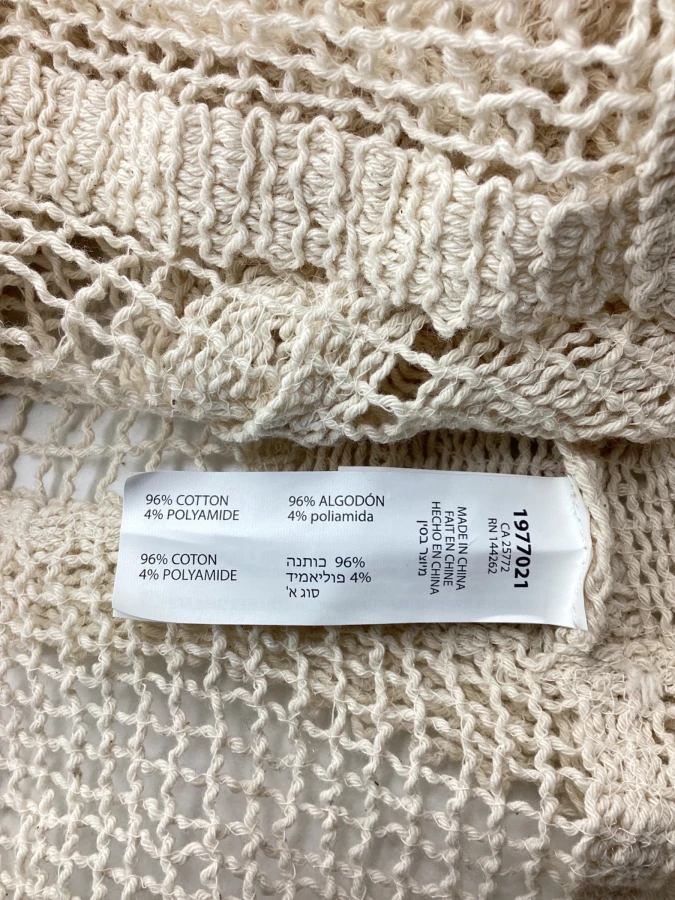 96% COTTON
4% POLYAMIDE
96% ALGODÓN
4% poliamida
96% COTON
4% POLYAMIDE
96% כותנה
4% פוליאמיד
סוג א'
MADE IN CHINA
FAIT EN CHINE
HECHO EN CHINA
מיוצר בסין
1977021
CA 25772
RN 144262